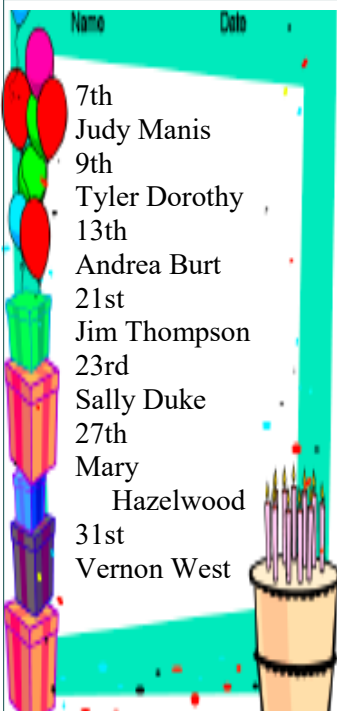 Name Date
7th
Judy Manis
9th
Tyler Dorothy
13th
Andrea Burt
21st
Jim Thompson
23rd
Sally Duke
27th
Mary
Hazelwood
31st
Vernon West